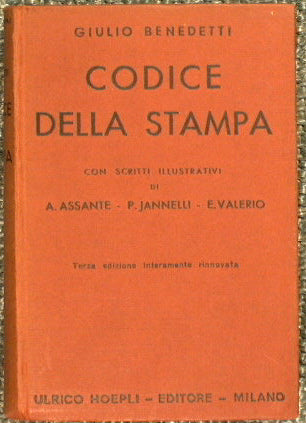 GIULIO BENEDETTI
CODICE
DELLA STAMPA
CON SCRITTI ILLUSTRATIVI
DI
A. ASSANTE - P. JANNELLI - E. VALERIO
Terza edizione interamente rinnovata
ULRICO HOEPLI - EDITORE - MILANO